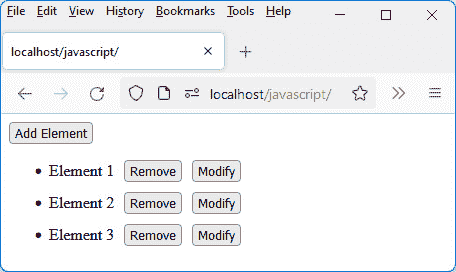 File Edit View History Bookmarks Tools Help
localhost/javascript/
localhost/javascript/
Add Element
Element 1 Remove Modify
Element 2 Remove Modify
Element 3 Remove Modify